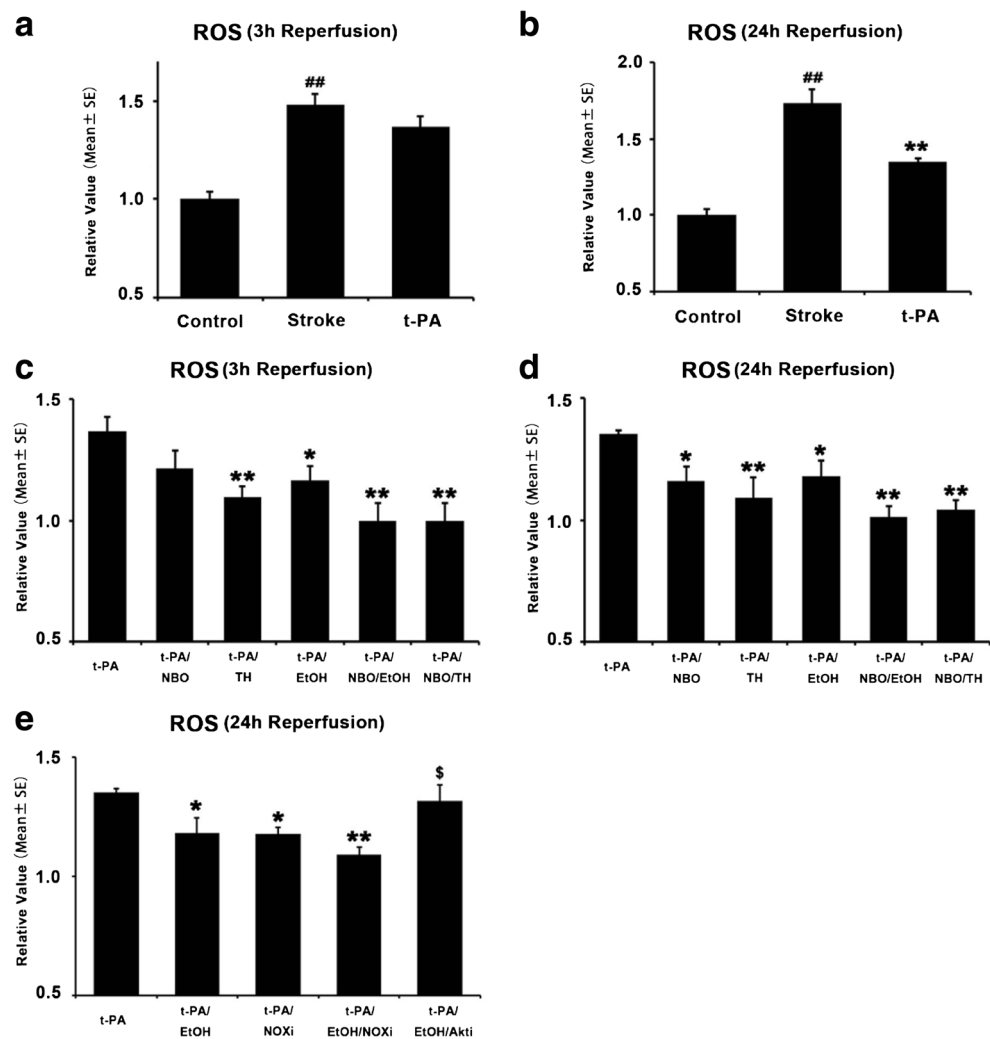 a
ROS (3h Reperfusion)
Relative Value (Mean± SE)
1.5
1.0
0.5
##
Control Stroke t-PA
b
ROS (24h Reperfusion)
Relative Value (Mean± SE)
2.0
1.5
1.0
0.5
##
**
Control Stroke t-PA
c
ROS (3h Reperfusion)
Relative Value (Mean± SE)
1.5
1.0
0.5
** * ** **
t-PA t-PA/ t-PA/ t-PA/ t-PA/ t-PA/
NBO TH EtOH NBO/EtOH NBO/TH
d
ROS (24h Reperfusion)
Relative Value (Mean± SE)
1.5
1.0
0.5
* ** * ** **
t-PA t-PA/ t-PA/ t-PA/ t-PA/ t-PA/
NBO TH EtOH NBO/EtOH NBO/TH
e
ROS (24h Reperfusion)
Relative Value (Mean± SE)
1.5
1.0
0.5
* * ** $
t-PA t-PA/ t-PA/ t-PA/ t-PA/
EtOH NOXi EtOH/NOXi EtOH/Akti